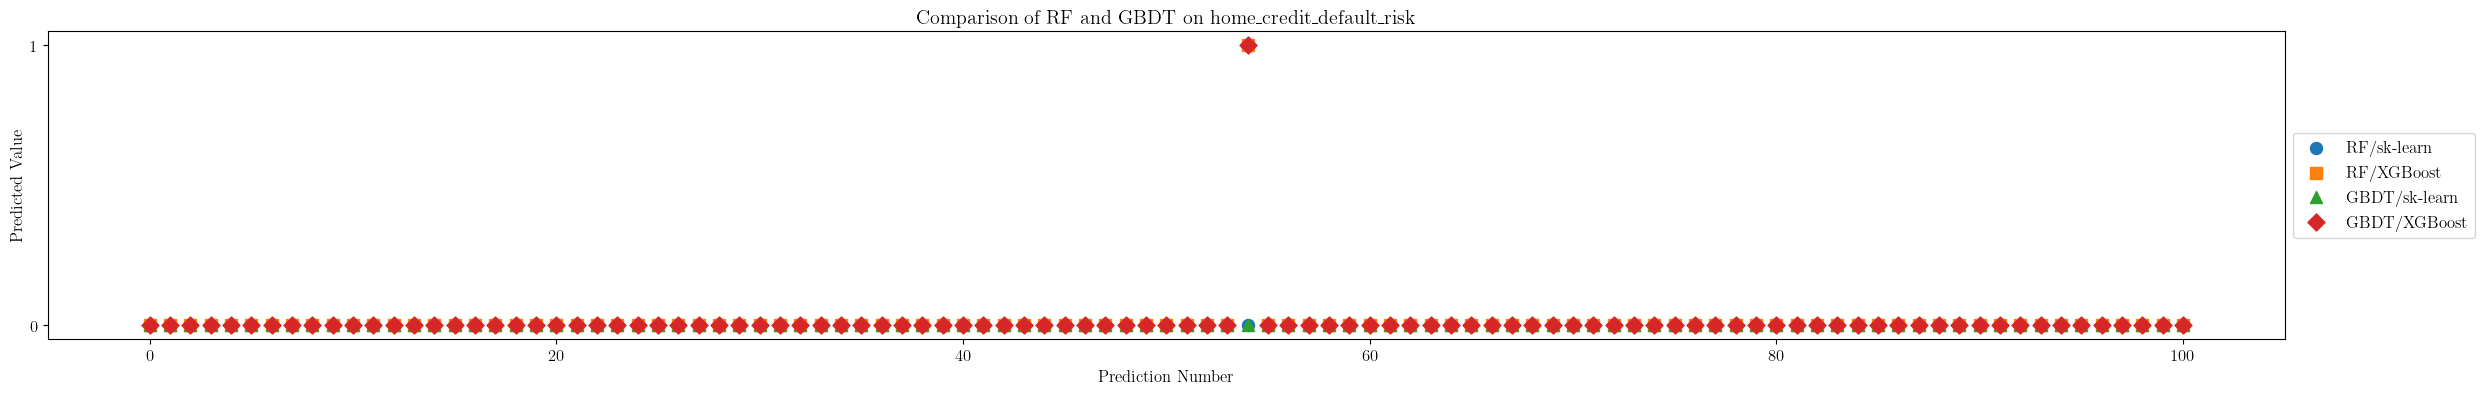 Comparison of RF and GBDT on home_credit_default_risk
1
0
Predicted Value
0 20 40 60 80 100
Prediction Number
RF/sk-learn
RF/XGBoost
GBDT/sk-learn
GBDT/XGBoost